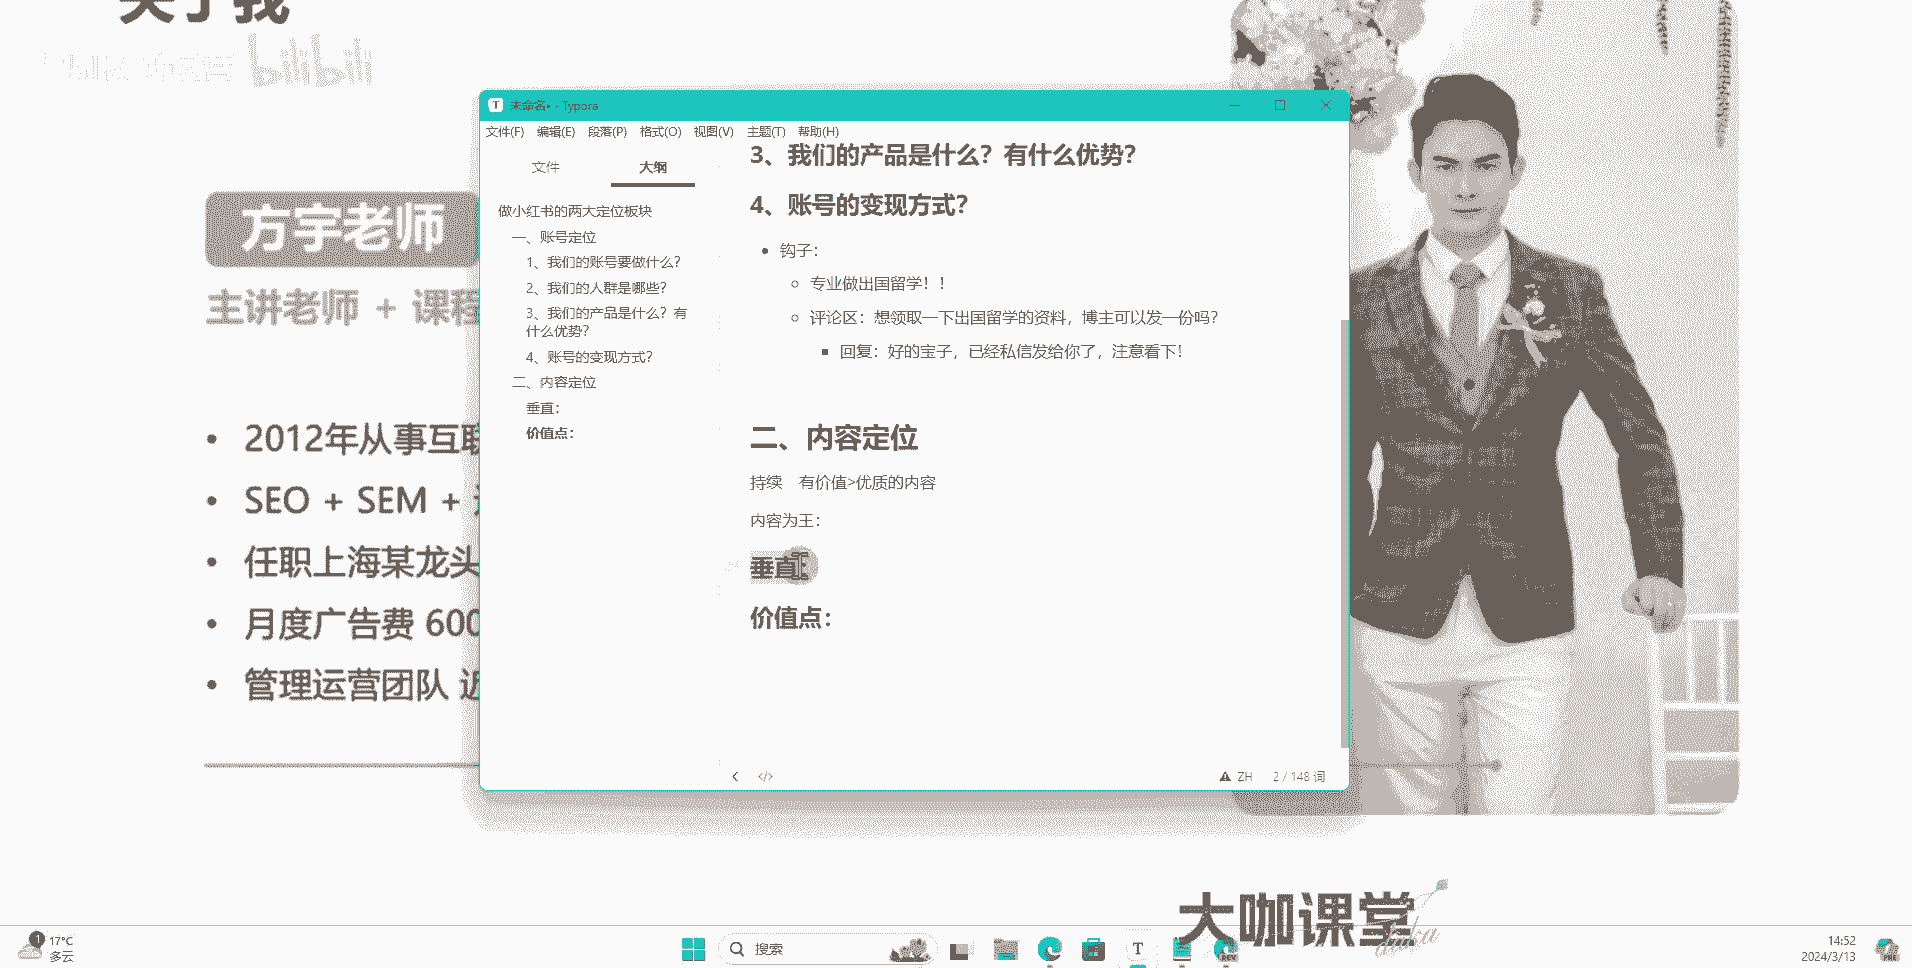 关于我
bilibili
未命名• - Typora
文件(F) 编辑(E) 段落(P) 格式(O) 视图(V) 主题(T) 帮助(H)
文件 大纲
做小红书的两大定位板块
一、账号定位
1、我们的账号要做什么？
2、我们的人群是哪些？
3、我们的产品是什么？有
什么优势？
4、账号的变现方式？
二、内容定位
垂直：
价值点：
3、我们的产品是什么？有什么优势？
4、账号的变现方式？
钩子：
专业做出国留学！！
评论区：想领取一下出国留学的资料，博主可以发一份吗？
回复：好的宝子，已经私信发给你了，注意看下！
二、内容定位
持续 有价值>优质的内容
内容为王：
垂直：
价值点：
ZH 2 / 148 词
方宇老师
主讲老师 + 课程
2012年从事互联
SEO + SEM +
任职上海某龙头
月度广告费 600
管理运营团队 近
大咖课堂
daka
1
17°C
多云
搜索
T
DEV
14:52
2024/3/13
PRE